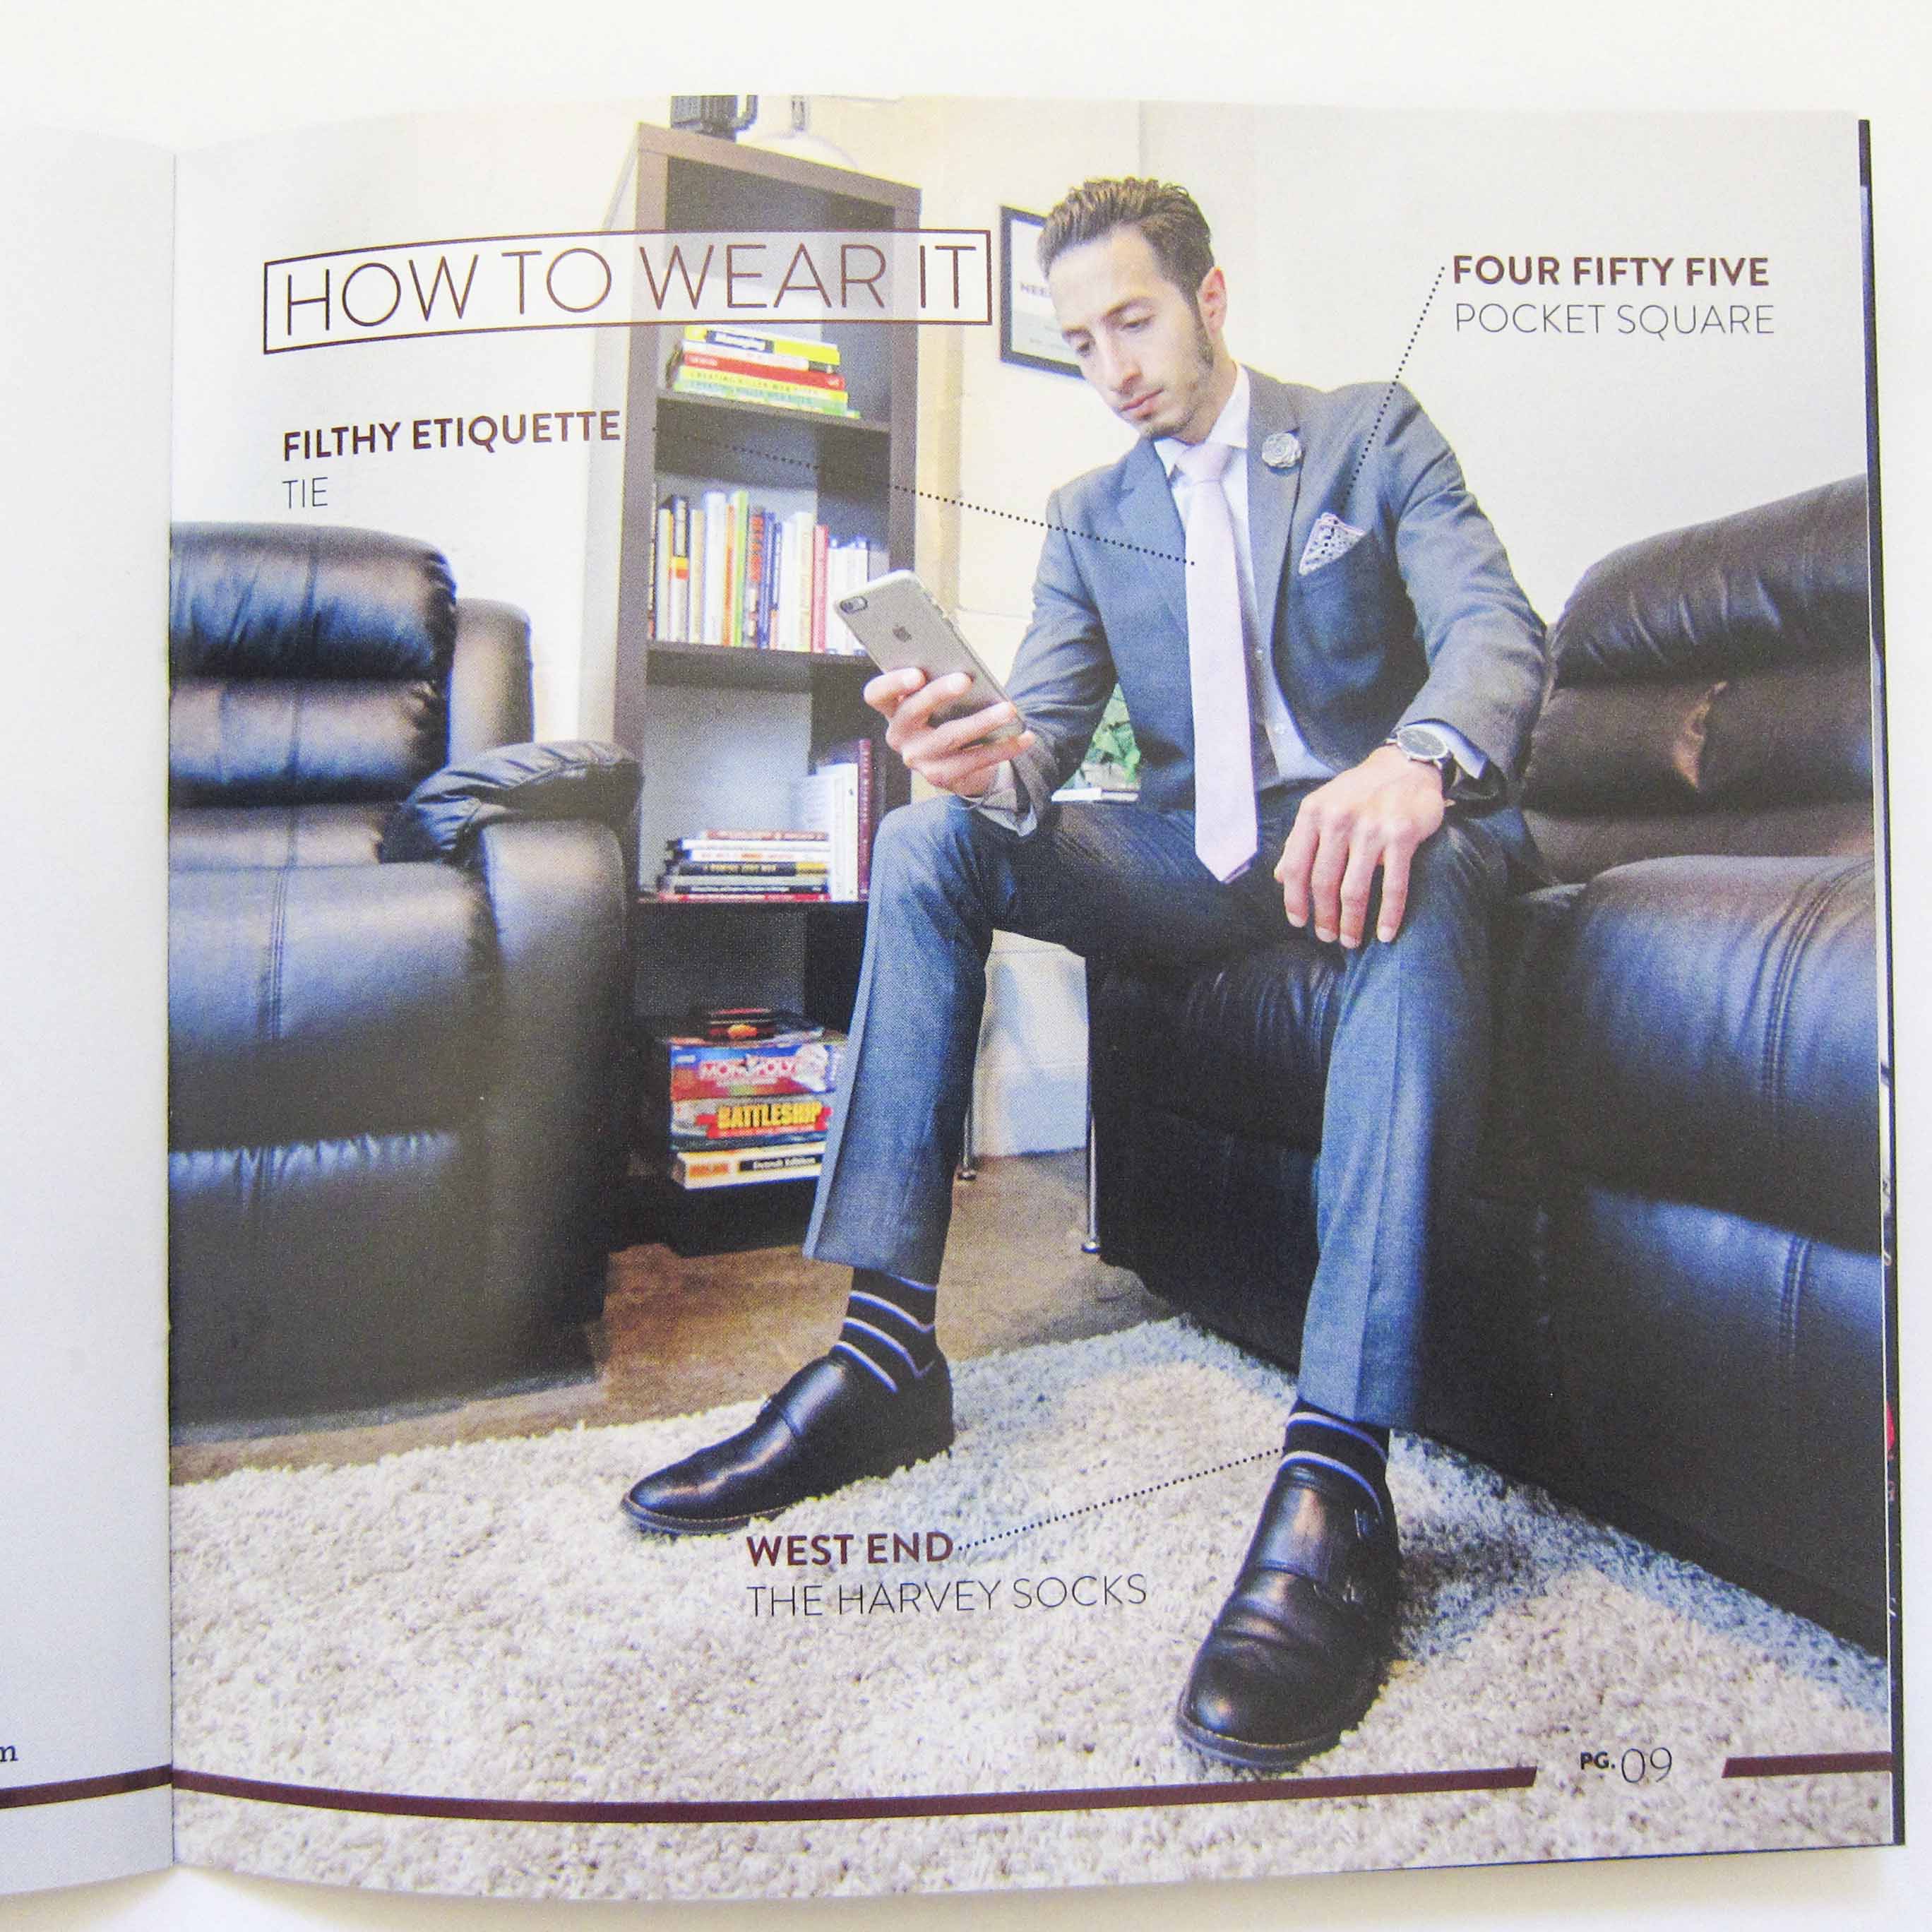 HOW TO WEAR IT
FOUR FIFTY FIVE
POCKET SQUARE
FILTHY ETIQUETTE
TIE
MONOPOLY
BATTLESHIP
WEST END
THE HARVEY SOCKS
n
PG. 09